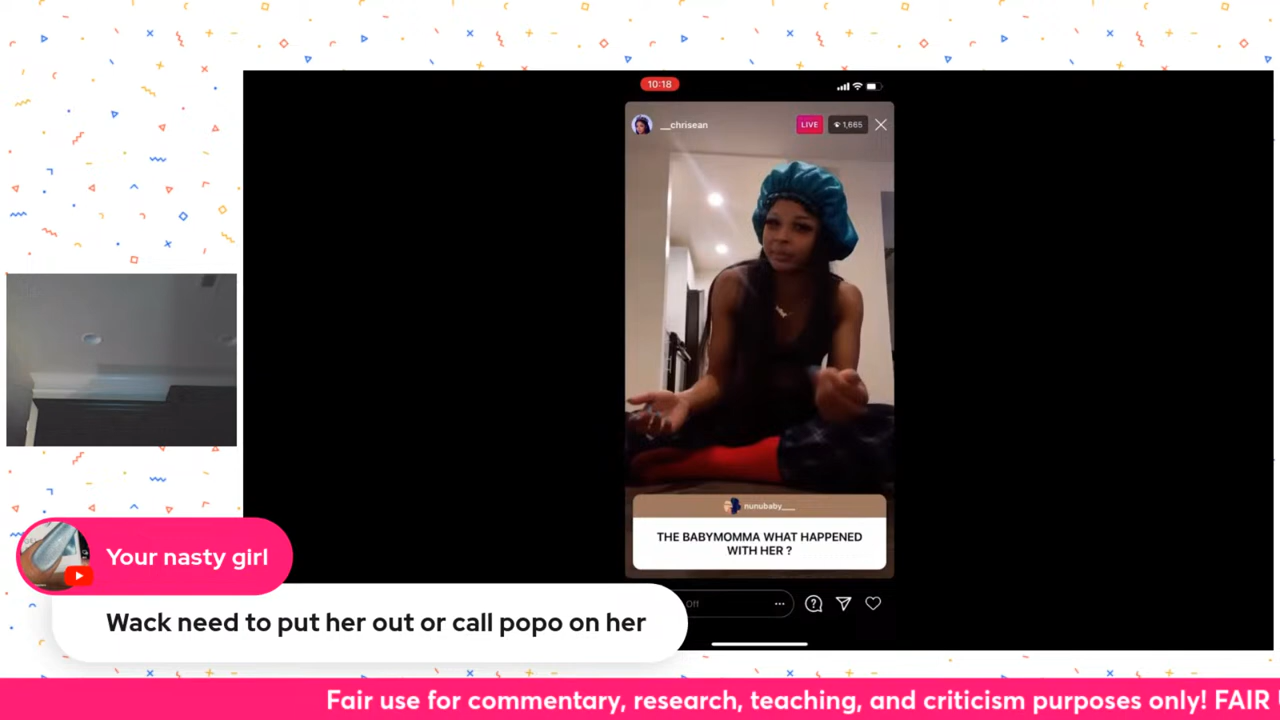 10:18
__chrisean
LIVE
1,665
nunubaby___
THE BABYMOMMA WHAT HAPPENED
WITH HER ?
Off
Your nasty girl
Wack need to put her out or call popo on her
Fair use for commentary, research, teaching, and criticism purposes only! FAIR